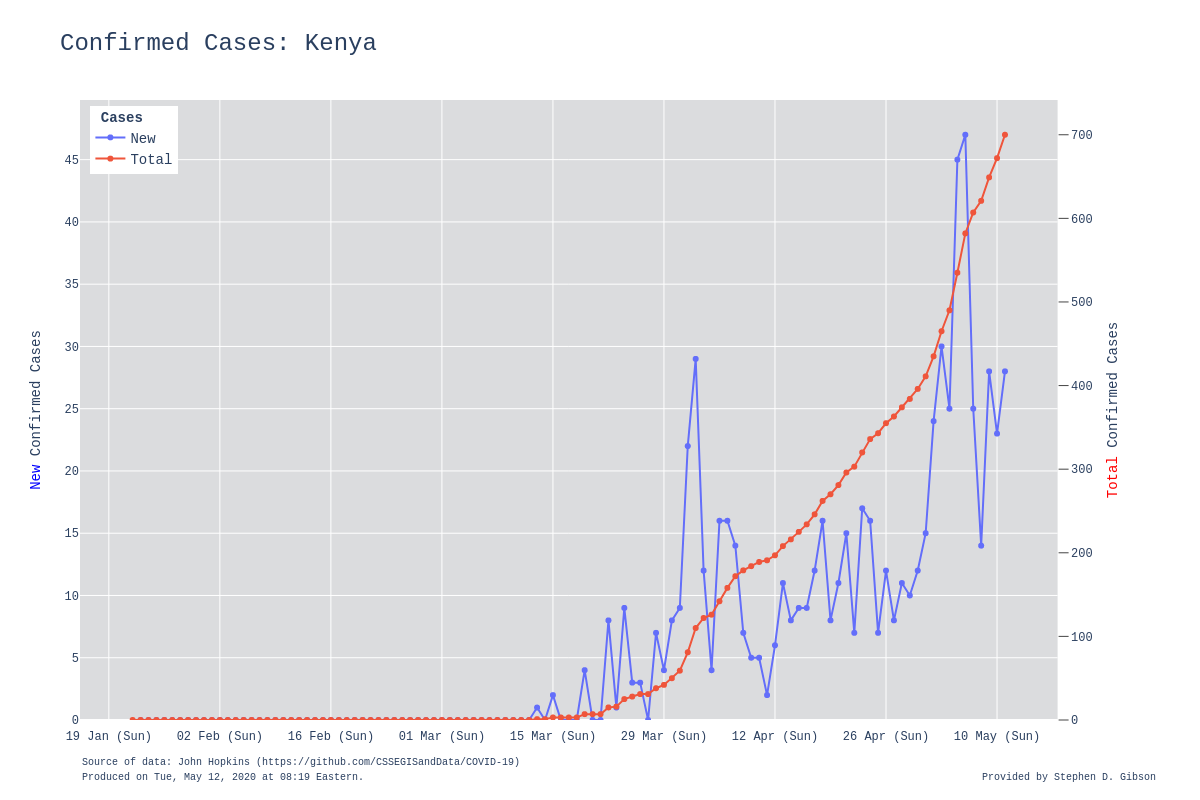 Confirmed Cases: Kenya
Cases
New
Total
45
40
35
30
25
20
15
10
5
0
New Confirmed Cases
700
600
500
400
300
200
100
0
Total Confirmed Cases
19 Jan (Sun) 02 Feb (Sun) 16 Feb (Sun) 01 Mar (Sun) 15 Mar (Sun) 29 Mar (Sun) 12 Apr (Sun) 26 Apr (Sun) 10 May (Sun)
Source of data: John Hopkins (https://github.com/CSSEGISandData/COVID-19)
Produced on Tue, May 12, 2020 at 08:19 Eastern.
Provided by Stephen D. Gibson